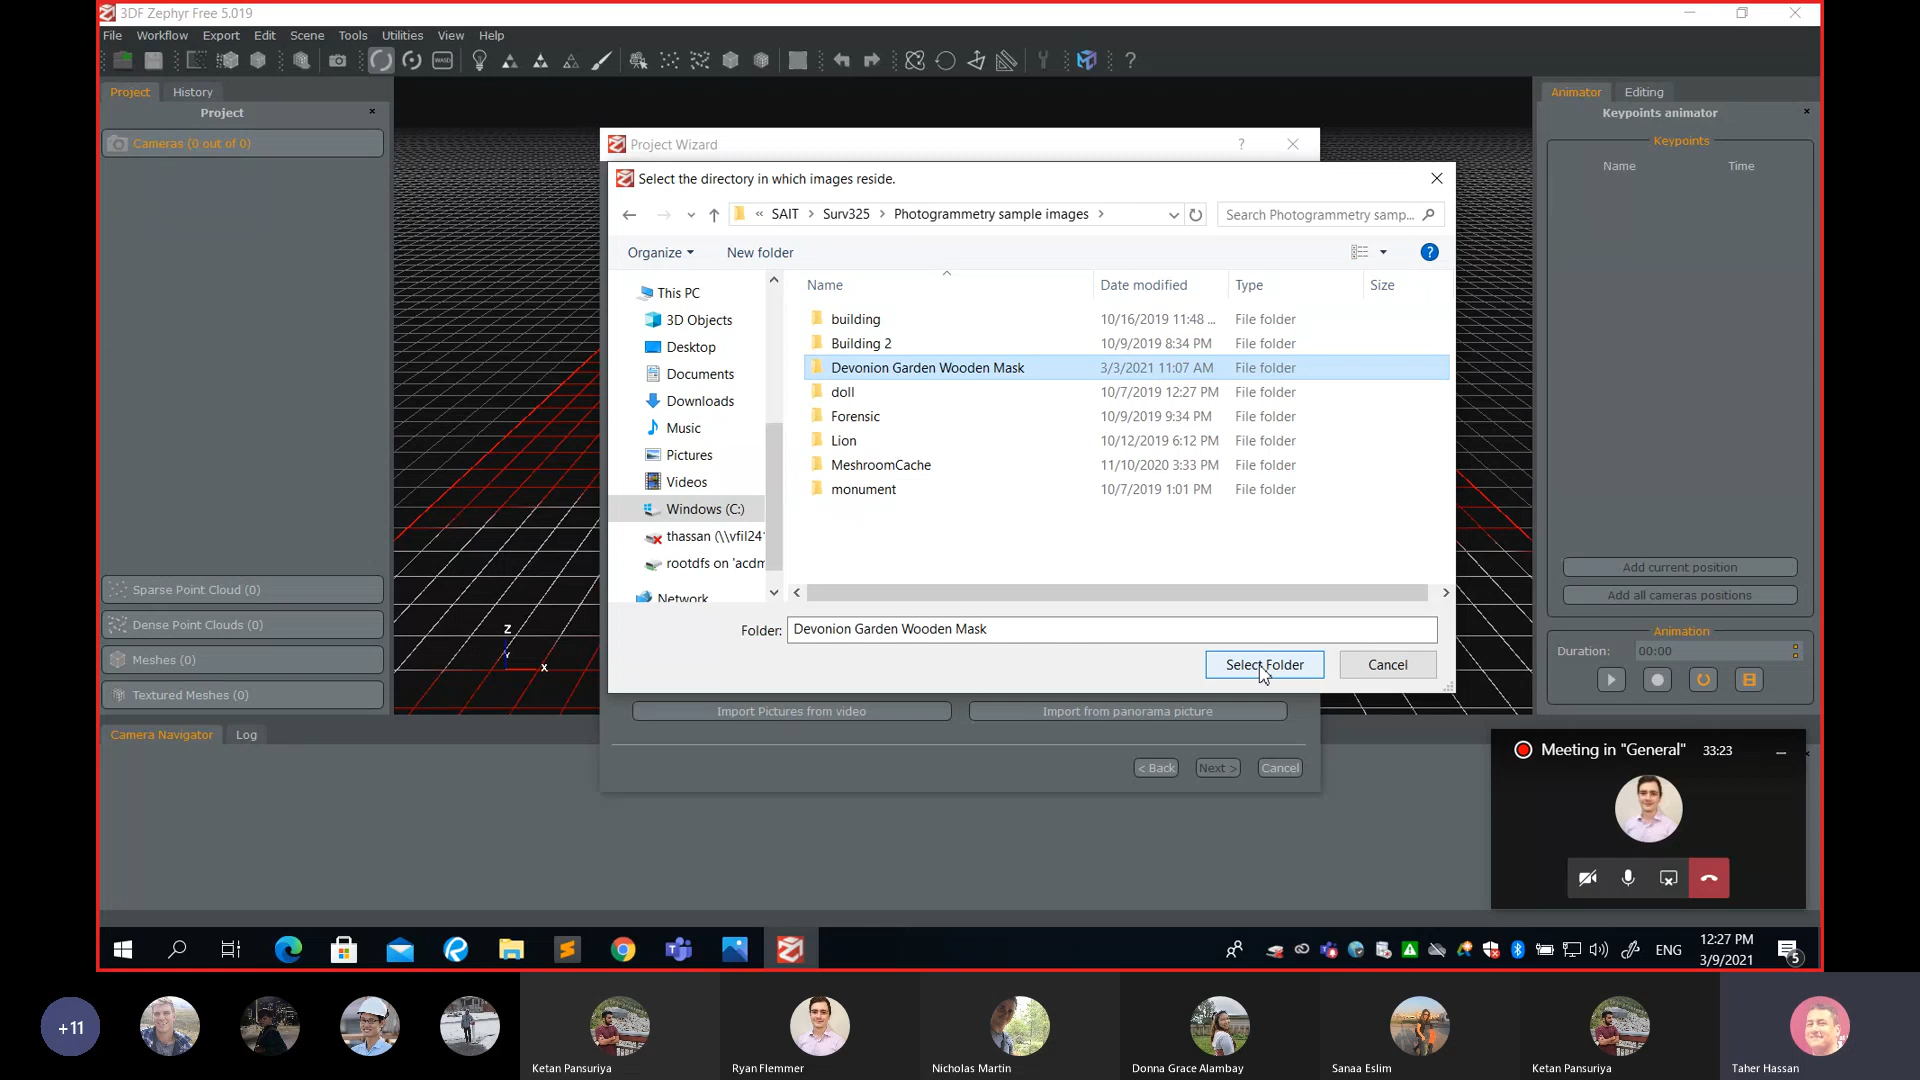 3DF Zephyr Free 5.019
File Workflow Export Edit Scene Tools Utilities View Help
WASD
Project History
Project
Cameras (0 out of 0)
Sparse Point Cloud (0)
Dense Point Clouds (0)
Meshes (0)
Textured Meshes (0)
Camera Navigator Log
Z
Y
X
Project Wizard
Select the directory in which images reside.
« SAIT > Surv325 > Photogrammetry sample images >
Search Photogrammetry samp...
Organize New folder
This PC
3D Objects
Desktop
Documents
Downloads
Music
Pictures
Videos
Windows (C:)
thassan (\\vfil24
rootdfs on 'acdm
Network
Name Date modified Type Size
building 10/16/2019 11:48 ... File folder
Building 2 10/9/2019 8:34 PM File folder
Devonion Garden Wooden Mask 3/3/2021 11:07 AM File folder
doll 10/7/2019 12:27 PM File folder
Forensic 10/9/2019 9:34 PM File folder
Lion 10/12/2019 6:12 PM File folder
MeshroomCache 11/10/2020 3:33 PM File folder
monument 10/7/2019 1:01 PM File folder
Folder: Devonion Garden Wooden Mask
Select Folder Cancel
Import Pictures from video Import from panorama picture
< Back Next > Cancel
Animator Editing
Keypoints animator
Keypoints
Name Time
Add current position
Add all cameras positions
Animation
Duration: 00:00
Meeting in "General" 33:23
ENG
12:27 PM
3/9/2021
5
+11
Ketan Pansuriya
Ryan Flemmer
Nicholas Martin
Donna Grace Alambay
Sanaa Eslim
Ketan Pansuriya
Taher Hassan